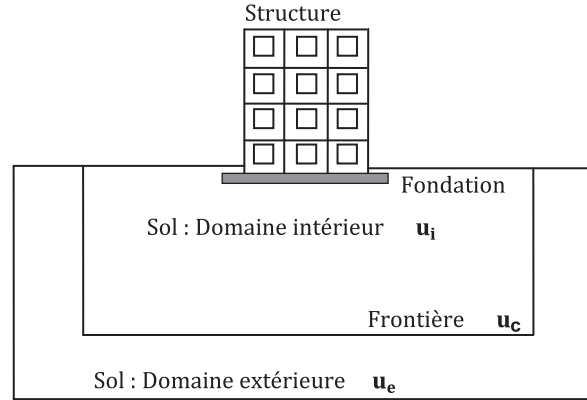 Structure
Fondation
Sol : Domaine intérieur u_i
Frontière u_c
Sol : Domaine extérieure u_e